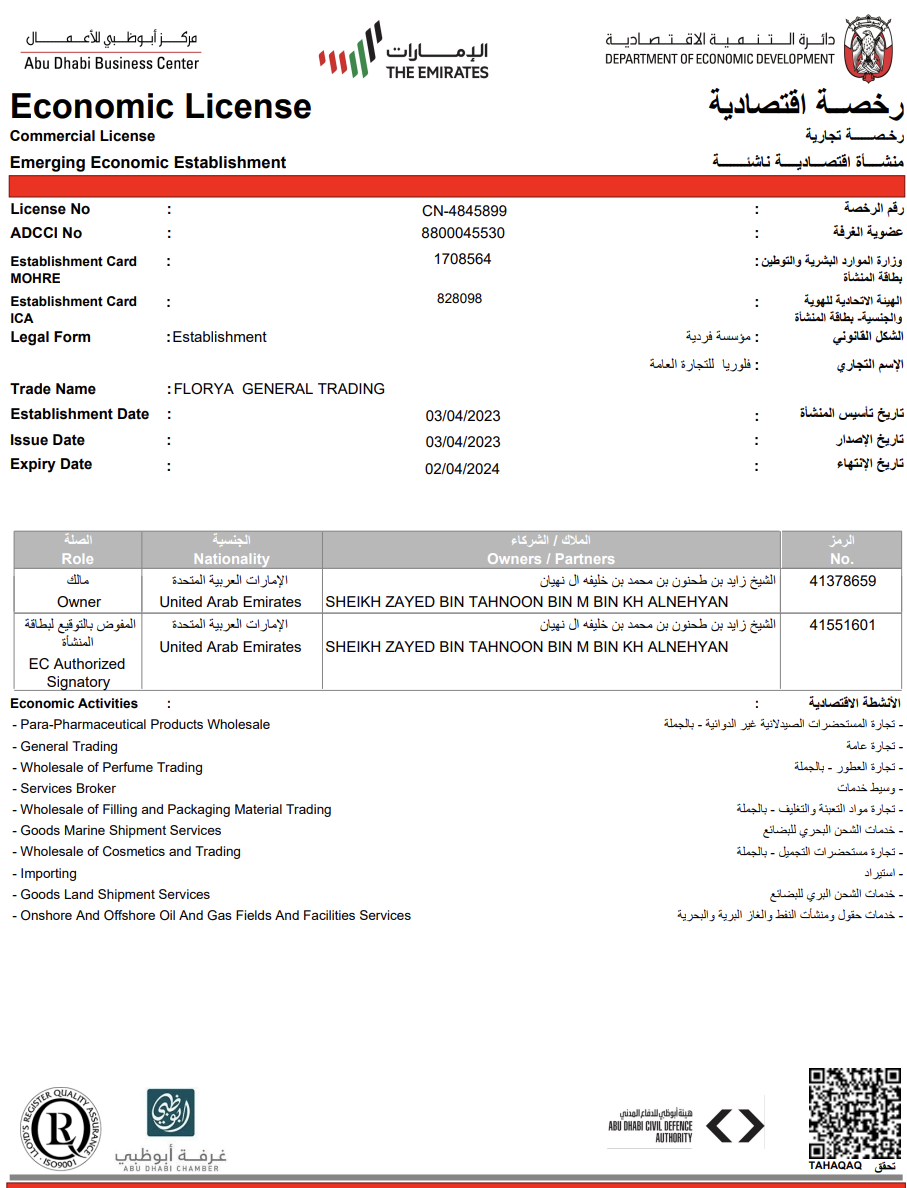 مركز أبوظبي للأعمال
Abu Dhabi Business Center
الإمارات
THE EMIRATES
دائرة التنمية الاقتصادية
DEPARTMENT OF ECONOMIC DEVELOPMENT
Economic License رخصة اقتصادية
Commercial License رخصة تجارية
Emerging Economic Establishment منشأة اقتصادية ناشئة
License No : CN-4845899 : رقم الرخصة
ADCCI No : 8800045530 : عضوية الغرفة
Establishment Card MOHRE : 1708564 : وزارة الموارد البشرية والتوطين بطاقة المنشأة
Establishment Card ICA : 828098 : الهيئة الاتحادية للهوية والجنسية- بطاقة المنشأة
Legal Form : Establishment مؤسسة فردية : الشكل القانوني
فلوريا للتجارة العامة : الإسم التجاري
Trade Name : FLORYA GENERAL TRADING
Establishment Date : 03/04/2023 : تاريخ تأسيس المنشأة
Issue Date : 03/04/2023 : تاريخ الإصدار
Expiry Date : 02/04/2024 : تاريخ الإنتهاء
الصلة الجنسية الملاك / الشركاء الرمز
Role Nationality Owners / Partners No.
مالك الإمارات العربية المتحدة الشيخ زايد بن طحنون بن محمد بن خليفه ال نهيان 41378659
Owner United Arab Emirates SHEIKH ZAYED BIN TAHNOON BIN M BIN KH ALNEHYAN
المفوض بالتوقيع لبطاقة المنشأة الإمارات العربية المتحدة الشيخ زايد بن طحنون بن محمد بن خليفه ال نهيان 41551601
EC Authorized Signatory United Arab Emirates SHEIKH ZAYED BIN TAHNOON BIN M BIN KH ALNEHYAN
Economic Activities : : الأنشطة الاقتصادية
- Para-Pharmaceutical Products Wholesale - تجارة المستحضرات الصيدلانية غير الدوائية - بالجملة
- General Trading - تجارة عامة
- Wholesale of Perfume Trading - تجارة العطور - بالجملة
- Services Broker - وسيط خدمات
- Wholesale of Filling and Packaging Material Trading - تجارة مواد التعبئة والتغليف - بالجملة
- Goods Marine Shipment Services - خدمات الشحن البحري للبضائع
- Wholesale of Cosmetics and Trading - تجارة مستحضرات التجميل - بالجملة
- Importing - استيراد
- Goods Land Shipment Services - خدمات الشحن البري للبضائع
- Onshore And Offshore Oil And Gas Fields And Facilities Services - خدمات حقول ومنشأت النفط والغاز البرية والبحرية
LLOYD'S REGISTER QUALITY ASSURANCE
ISO9001
أبوظبي
غرفة أبوظبي
ABU DHABI CHAMBER
هيئة أبوظبي للدفاع المدني
ABU DHABI CIVIL DEFENCE
AUTHORITY
TAHAQAQ تحقق